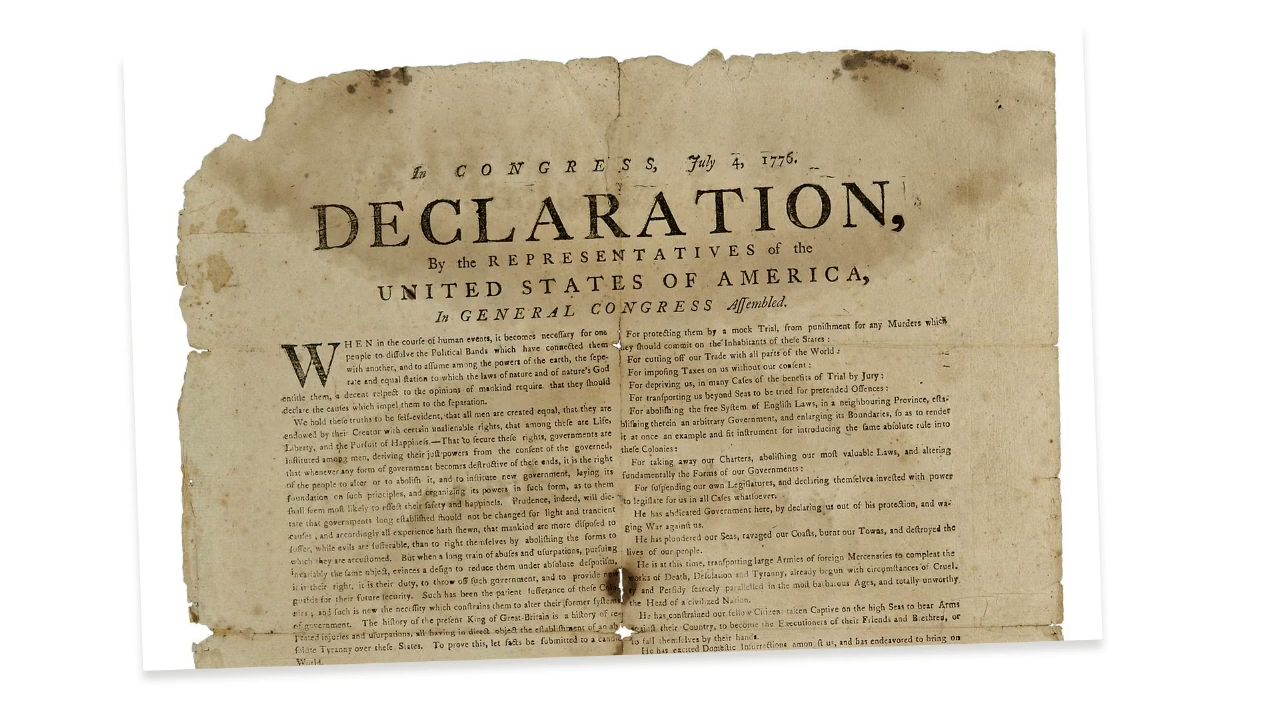 In CONGRESS, July 4, 1776.
DECLARATION,
By the REPRESENTATIVES of the
UNITED STATES OF AMERICA,
In GENERAL CONGRESS Aſſembled.
WHEN in the courſe of human events, it becomes neceſſary for one
people to diſſolve the Political Bands which have connected them
with another, and to aſſume among the powers of the earth, the ſepe-
rate and equal ſtation to which the laws of nature and of nature's God
entitle them, a decent reſpect to the opinions of mankind require that they ſhould
declare the cauſes which impel them to the ſeparation.
We hold theſe truths to be ſelf-evident, that all men are created equal, that they are
endowed by their Creator with certain unalienable rights, that among theſe are Life,
Liberty, and the Purſuit of Happineſs.—That to ſecure theſe rights, governments are
inſtituted among men, deriving their juſt powers from the conſent of the governed,
that whenever any form of government becomes deſtructive of theſe ends, it is the right
of the people to alter or to aboliſh it, and to inſtitute new government, laying its
foundation on ſuch principles, and organizing its powers in ſuch form, as to them
ſhall ſeem moſt likely to effect their ſafety and happineſs. Prudence, indeed, will dic-
tate that governments long eſtabliſhed ſhould not be changed for light and trancient
cauſes, and accordingly all experience hath ſhewn, that mankind are more diſpoſed to
ſuffer, while evils are ſufferable, than to right themſelves by aboliſhing the forms to
which they are accuſtomed. But when a long train of abuſes and uſurpations, purſuing
invariably the ſame object, evinces a deſign to reduce them under abſolute deſpotiſm,
it is their right, it is their duty, to throw off ſuch government, and to provide
guards for their future ſecurity. Such has been the patient ſufferance of theſe
nies, and ſuch is now the neceſſity which conſtrains them to alter their former ſyſtems
of government. The hiſtory of the preſent King of Great-Britain is a hiſtory of re-
peated injuries and uſurpations, all having in direct object the eſtabliſhment of an ab
ſolute Tyranny over theſe States. To prove this, let facts be ſubmitted to a candid
World.
For protecting them by a mock Trial, from puniſhment for any Murders which
they ſhould commit on the Inhabitants of theſe States :
For cutting off our Trade with all parts of the World :
For impoſing Taxes on us without our conſent :
For depriving us, in many Caſes of the benefits of Trial by Jury :
For tranſporting us beyond Seas to be tried for pretended Offences :
For aboliſhing the free Syſtem of Engliſh Laws, in a neighbouring Province, eſta-
bliſhing therein an arbitrary Government, and enlarging its Boundaries, ſo as to render
it at once an example and fit inſtrument for introducing the ſame abſolute rule into
theſe Colonies :
For taking away our Charters, aboliſhing our moſt valuable Laws, and altering
fundamentally the Forms of our Governments :
For ſuſpending our own Legiſlatures, and declaring themſelves inveſted with power
to legiſlate for us in all Caſes whatſoever.
He has abdicated Government here, by declaring us out of his protection, and wa-
ging War againſt us.
He has plundered our Seas, ravaged our Coaſts, burnt our Towns, and deſtroyed the
lives of our people.
He is at this time, tranſporting large Armies of foreign Mercenaries to compleat the
works of Death, Deſolation and Tyranny, already begun with circumſtances of Cruel-
ty and Perfidy ſcarcely paralleled in the moſt barbarous Ages, and totally unworthy
the Head of a civilized Nation.
He has conſtrained our fellow Citizens taken Captive on the high Seas to bear Arms
againſt their Country, to become the Executioners of their Friends and Brethren, or
to fall themſelves by their hands.
He has excited Domeſtic Inſurrections amongſt us, and has endeavored to bring on